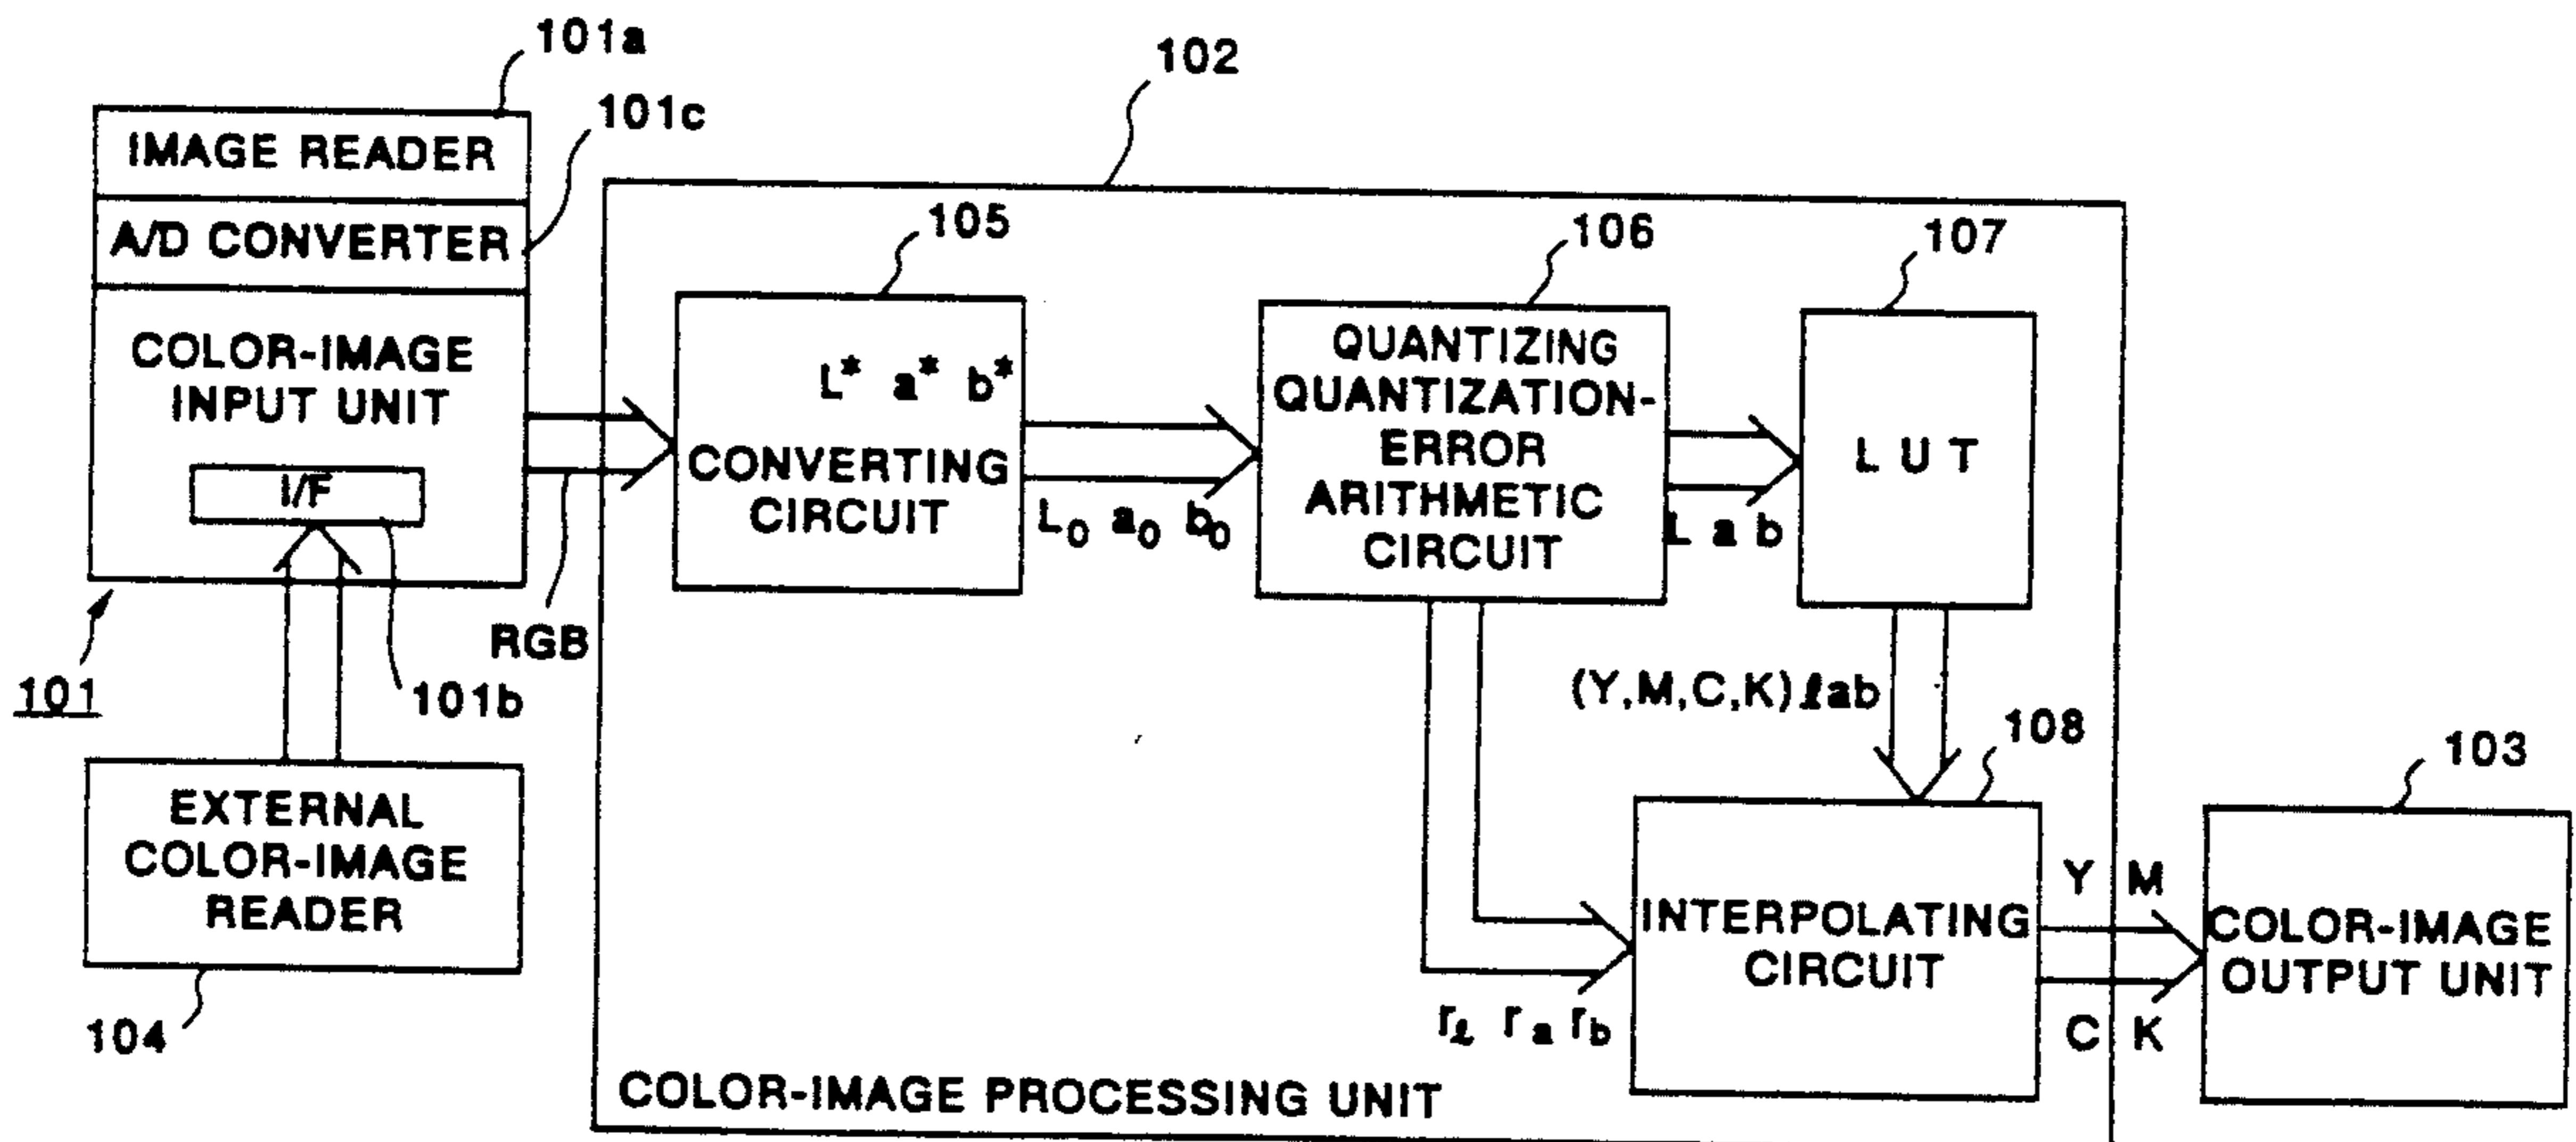 101a
102
101c
IMAGE READER
A/D CONVERTER
105
106
107
COLOR-IMAGE
INPUT UNIT
I/F
L* a* b*
CONVERTING
CIRCUIT
QUANTIZING
QUANTIZATION-
ERROR
ARITHMETIC
CIRCUIT
L U T
L₀ a₀ b₀
L a b
RGB
101
101b
(Y,M,C,K)ℓab
108
103
EXTERNAL
COLOR-IMAGE
READER
104
INTERPOLATING
CIRCUIT
Y M
C K
COLOR-IMAGE
OUTPUT UNIT
rℓ ra rb
COLOR-IMAGE PROCESSING UNIT